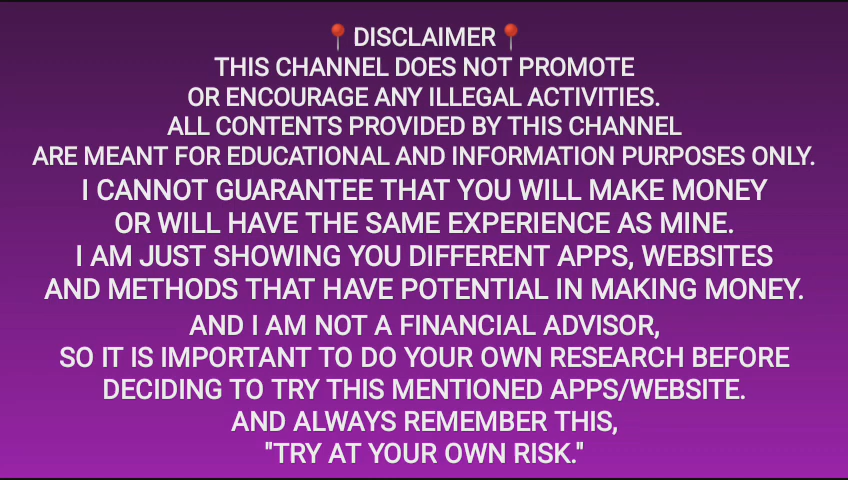 📍DISCLAIMER📍
THIS CHANNEL DOES NOT PROMOTE
OR ENCOURAGE ANY ILLEGAL ACTIVITIES.
ALL CONTENTS PROVIDED BY THIS CHANNEL
ARE MEANT FOR EDUCATIONAL AND INFORMATION PURPOSES ONLY.
I CANNOT GUARANTEE THAT YOU WILL MAKE MONEY
OR WILL HAVE THE SAME EXPERIENCE AS MINE.
I AM JUST SHOWING YOU DIFFERENT APPS, WEBSITES
AND METHODS THAT HAVE POTENTIAL IN MAKING MONEY.
AND I AM NOT A FINANCIAL ADVISOR,
SO IT IS IMPORTANT TO DO YOUR OWN RESEARCH BEFORE
DECIDING TO TRY THIS MENTIONED APPS/WEBSITE.
AND ALWAYS REMEMBER THIS,
"TRY AT YOUR OWN RISK."